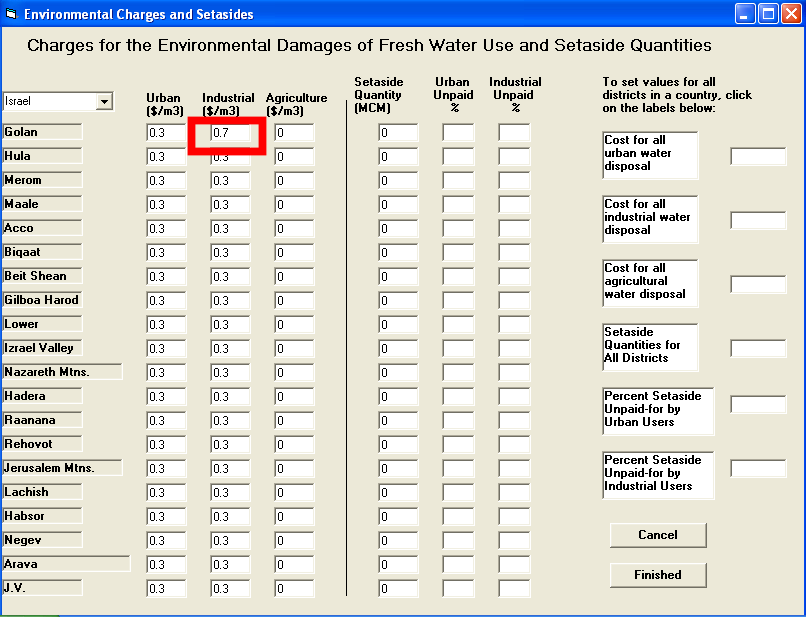 Environmental Charges and Setasides
Charges for the Environmental Damages of Fresh Water Use and Setaside Quantities
Israel
Urban ($/m3)
Industrial ($/m3)
Agriculture ($/m3)
Setaside Quantity (MCM)
Urban Unpaid %
Industrial Unpaid %
Golan 0.3 0.7 0 0
Hula 0.3 0.3 0 0
Merom 0.3 0.3 0 0
Maale 0.3 0.3 0 0
Acco 0.3 0.3 0 0
Biqaat 0.3 0.3 0 0
Beit Shean 0.3 0.3 0 0
Gilboa Harod 0.3 0.3 0 0
Lower 0.3 0.3 0 0
Izrael Valley 0.3 0.3 0 0
Nazareth Mtns. 0.3 0.3 0 0
Hadera 0.3 0.3 0 0
Raanana 0.3 0.3 0 0
Rehovot 0.3 0.3 0 0
Jerusalem Mtns. 0.3 0.3 0 0
Lachish 0.3 0.3 0 0
Habsor 0.3 0.3 0 0
Negev 0.3 0.3 0 0
Arava 0.3 0.3 0 0
J.V. 0.3 0.3 0 0
To set values for all
districts in a country, click
on the labels below:
Cost for all
urban water
disposal
Cost for all
industrial water
disposal
Cost for all
agricultural
water disposal
Setaside
Quantities for
All Districts
Percent Setaside
Unpaid-for by
Urban Users
Percent Setaside
Unpaid-for by
Industrial Users
Cancel
Finished